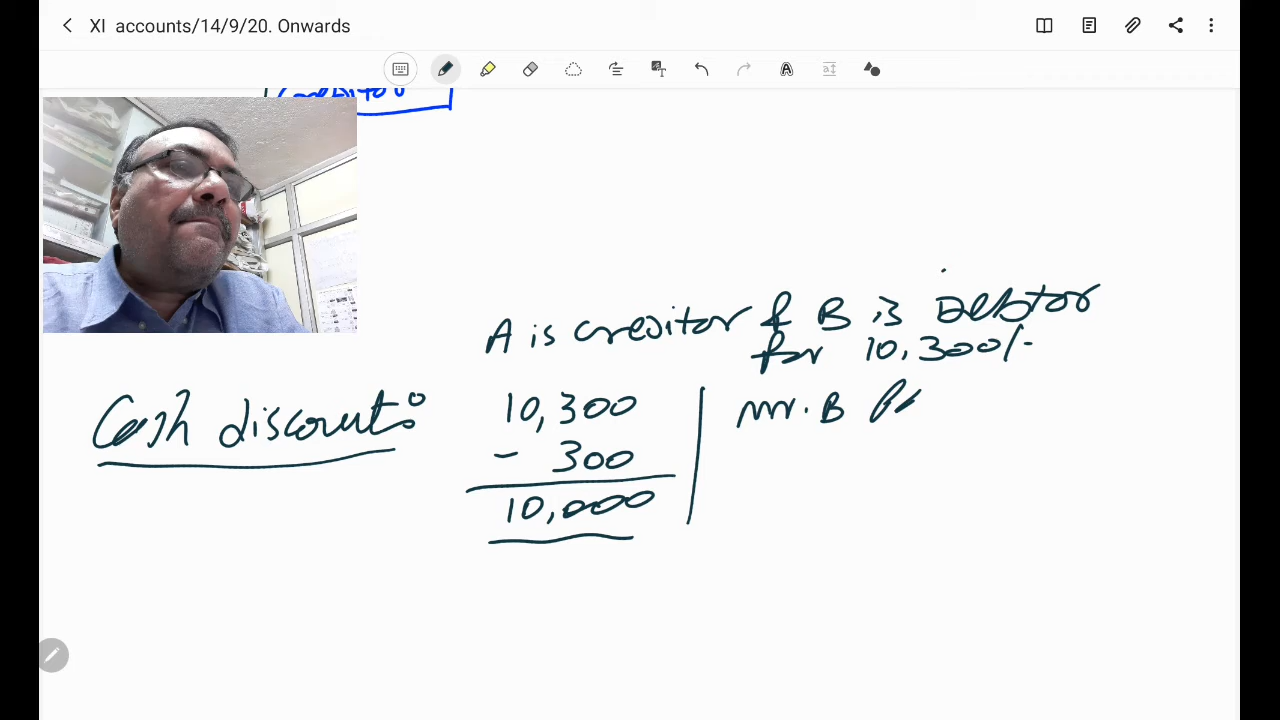 XI accounts/14/9/20. Onwards
A is creditor & B is Debtor
for 10,300/-
Cash discount:
10,300
- 300
10,000
Mr. B